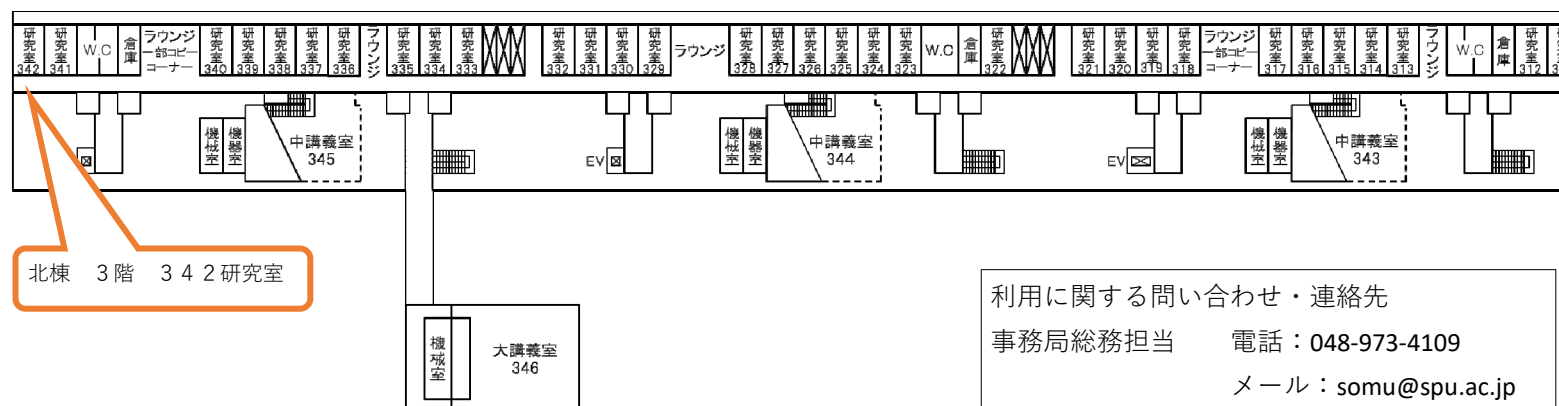 研究室342
研究室341
W.C
倉庫
ラウンジ
一部コピー
コーナー
研究室340
研究室339
研究室338
研究室337
研究室336
ラウンジ
研究室335
研究室334
研究室333
研究室332
研究室331
研究室330
研究室329
ラウンジ
研究室328
研究室327
研究室326
研究室325
研究室324
研究室323
W.C
倉庫
研究室322
研究室321
研究室320
研究室319
研究室318
ラウンジ
一部コピー
コーナー
研究室317
研究室316
研究室315
研究室314
研究室313
ラウンジ
W.C
倉庫
研究室312
機械室
機器室
中講義室
345
EV
機械室
機器室
中講義室
344
EV
機械室
機器室
中講義室
343
北棟 3階 342研究室
機械室
大講義室
346
利用に関する問い合わせ・連絡先
事務局総務担当 電話：048-973-4109
メール：somu@spu.ac.jp